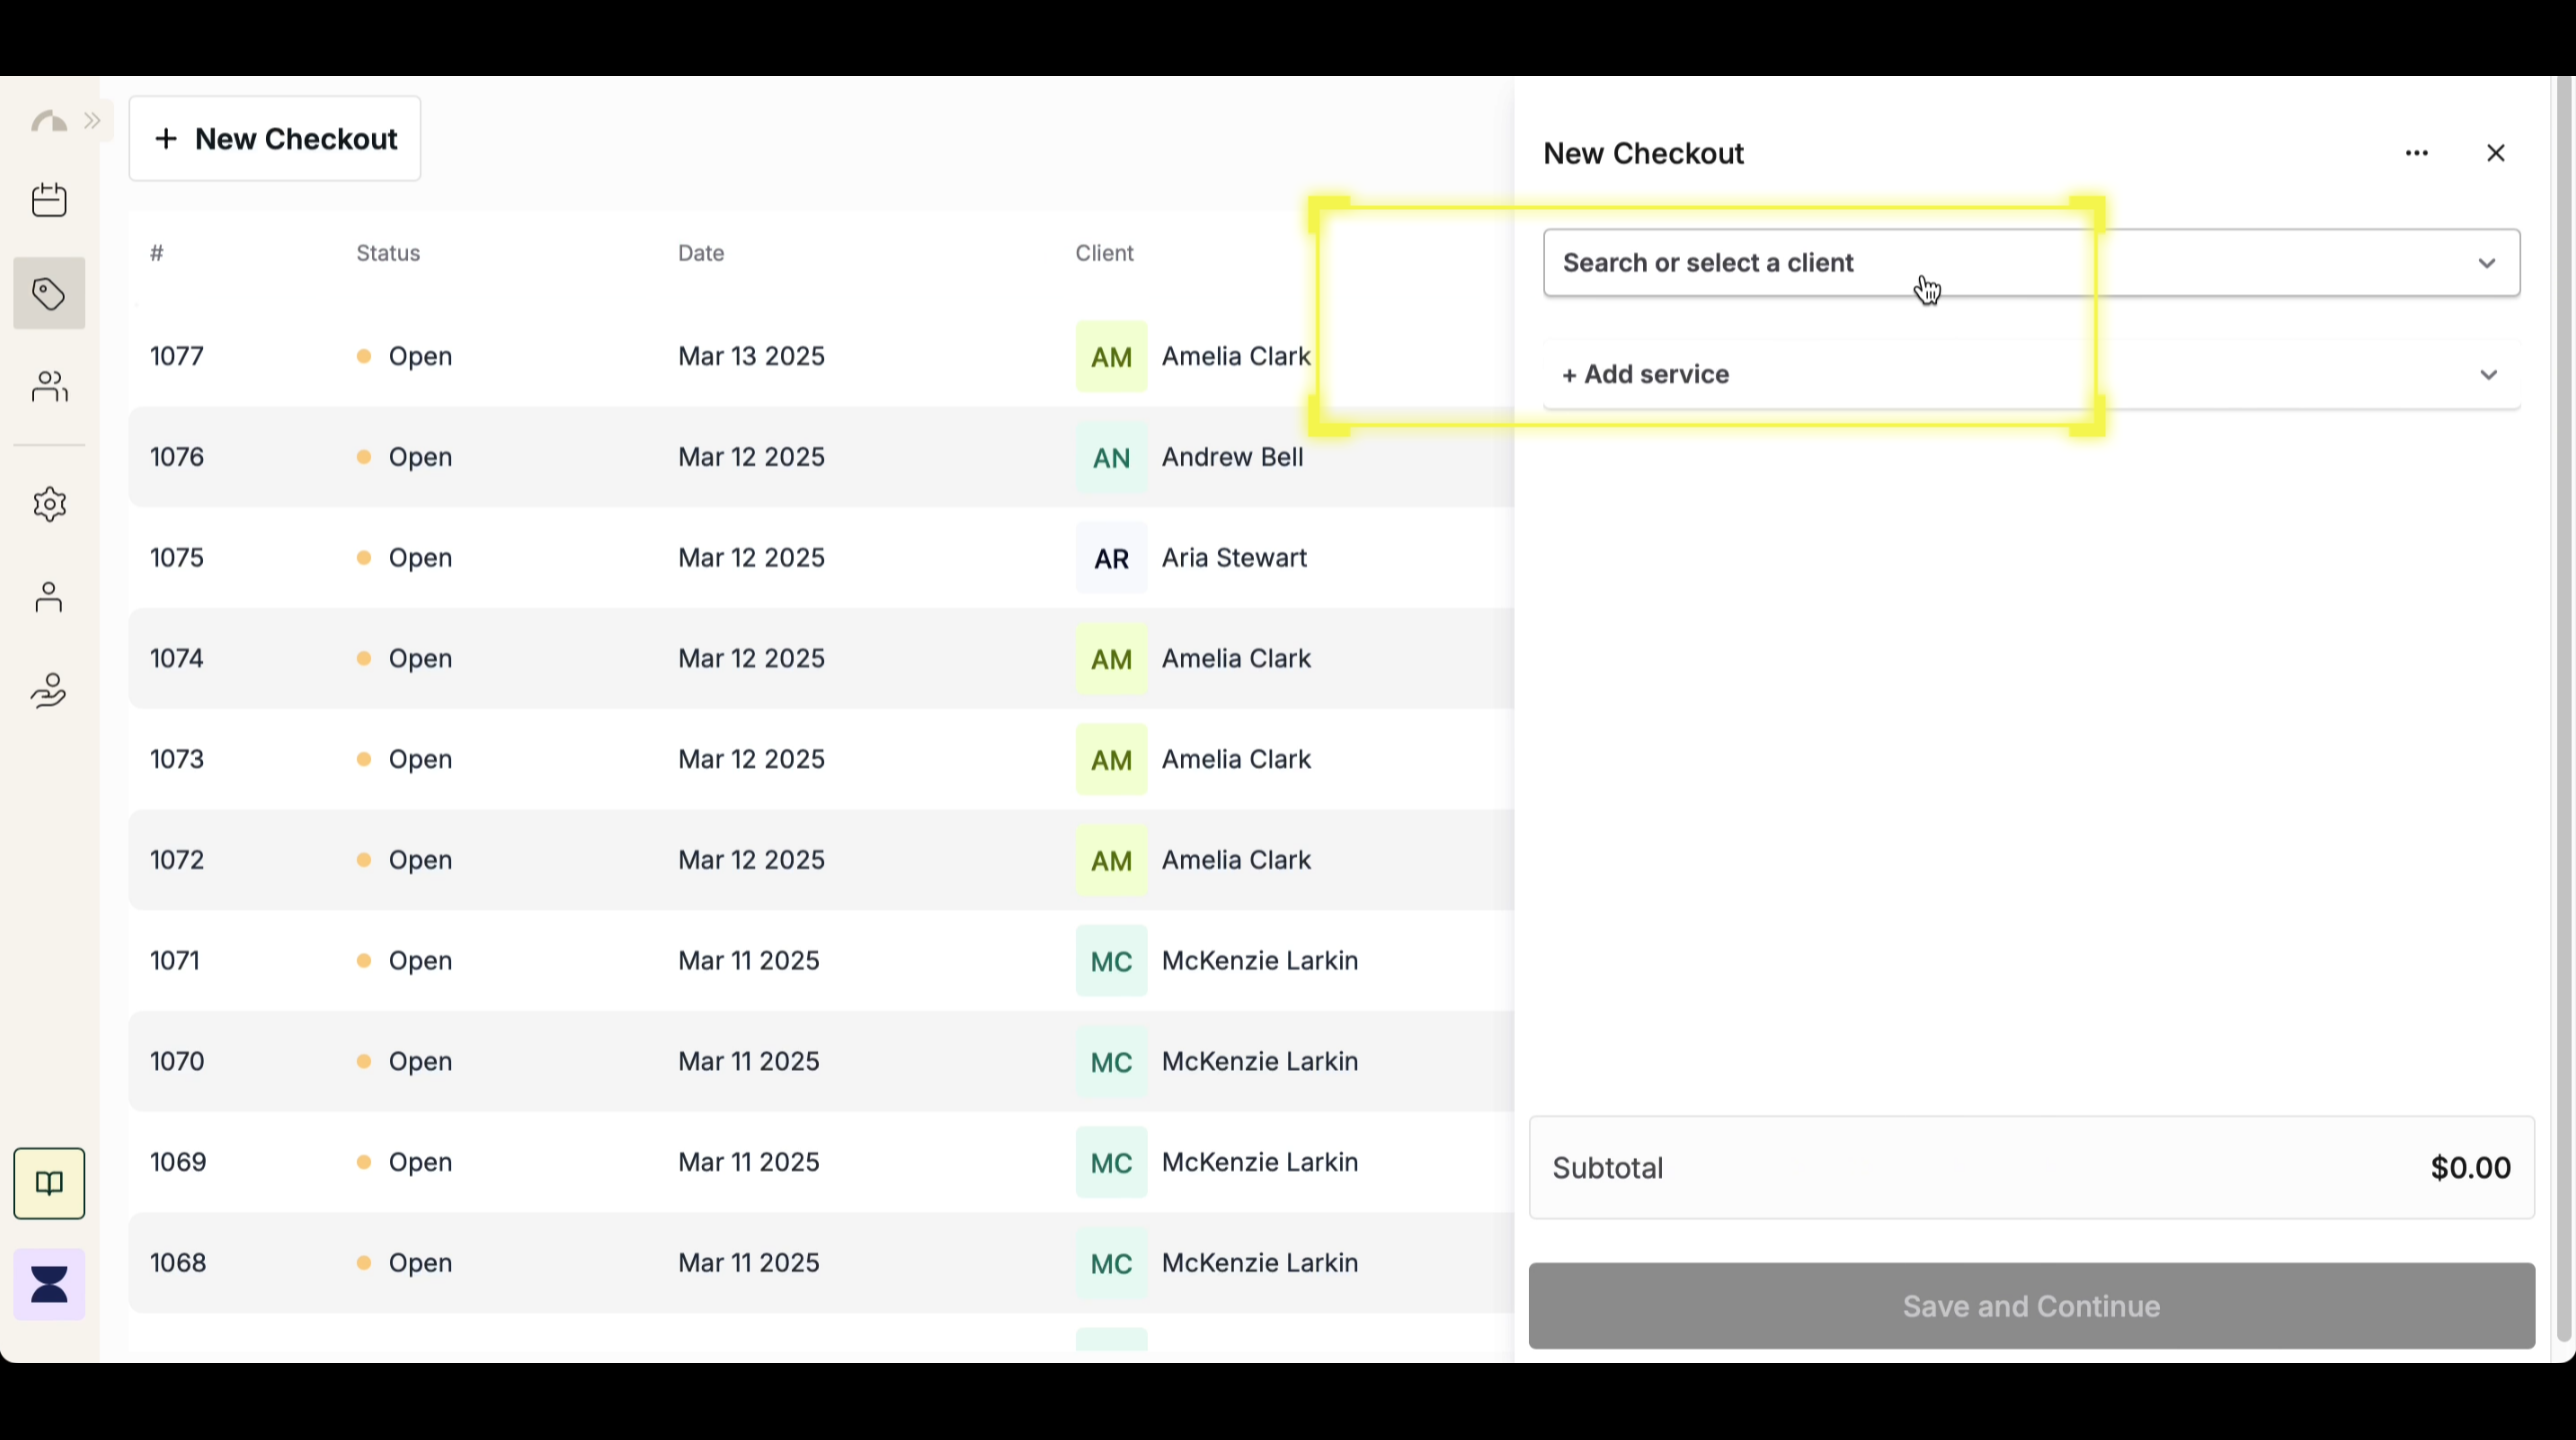 + New Checkout
# Status Date Client
1077 Open Mar 13 2025 AM Amelia Clark
1076 Open Mar 12 2025 AN Andrew Bell
1075 Open Mar 12 2025 AR Aria Stewart
1074 Open Mar 12 2025 AM Amelia Clark
1073 Open Mar 12 2025 AM Amelia Clark
1072 Open Mar 12 2025 AM Amelia Clark
1071 Open Mar 11 2025 MC McKenzie Larkin
1070 Open Mar 11 2025 MC McKenzie Larkin
1069 Open Mar 11 2025 MC McKenzie Larkin
1068 Open Mar 11 2025 MC McKenzie Larkin
New Checkout
Search or select a client
+ Add service
Subtotal $0.00
Save and Continue